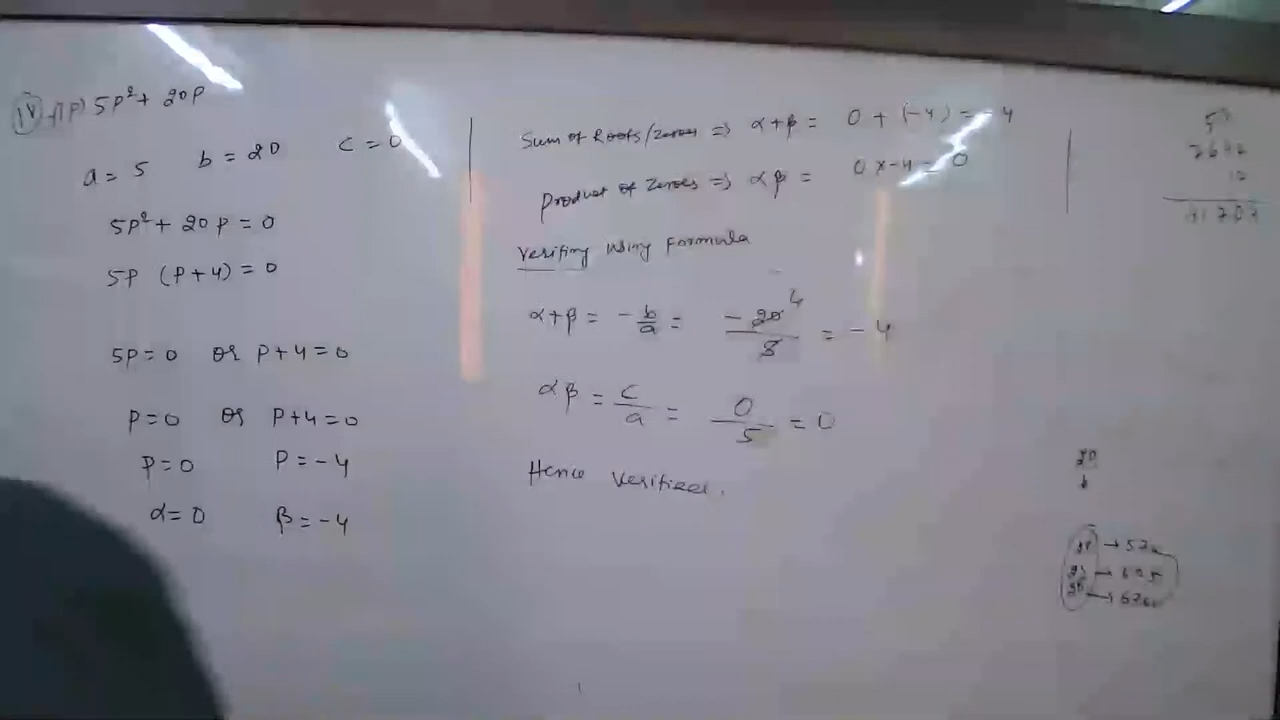 IV f(P) 5P²+ 20P
a = 5 b = 20 c = 0
5P²+ 20P = 0
5P (P+4) = 0
5P = 0 or P+4 = 0
P = 0 or P+4 = 0
P = 0 P = -4
α = 0 β = -4
Sum of Roots/Zeroes => α+β = 0 + (-4) = -4
Product of Zeroes => αβ = 0 x -4 = 0
Verifing using Formula
α+β = -b/a = -20/5 4 = -4
αβ = c/a = 0/5 = 0
Hence Verified.